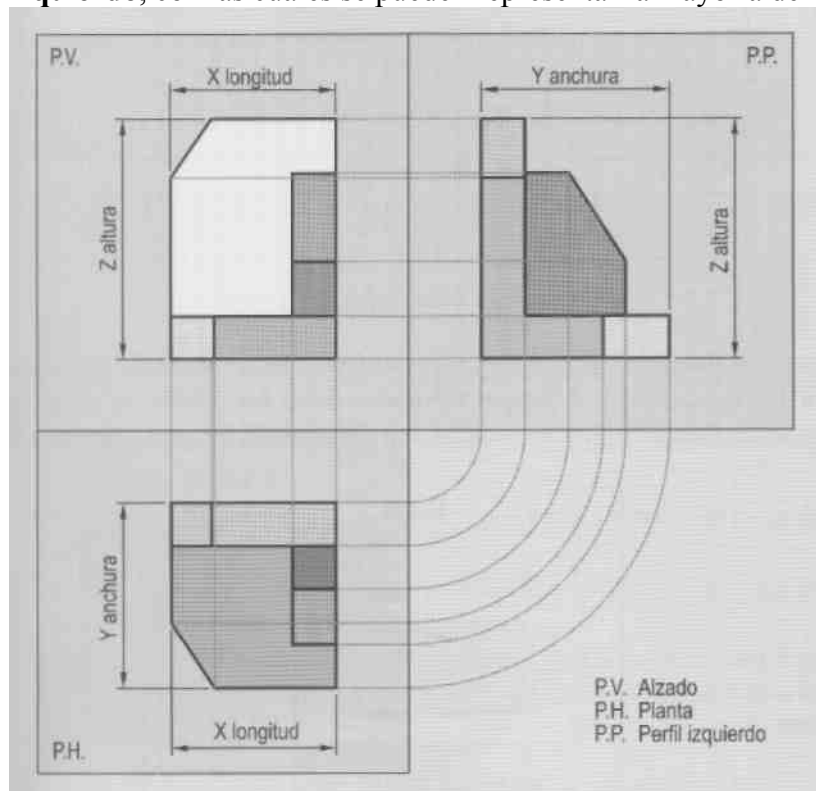 P.V.
X longitud
Z altura
P.P.
Y anchura
Z altura
Y anchura
X longitud
P.H.
P.V. Alzado
P.H. Planta
P.P. Perfil izquierdo